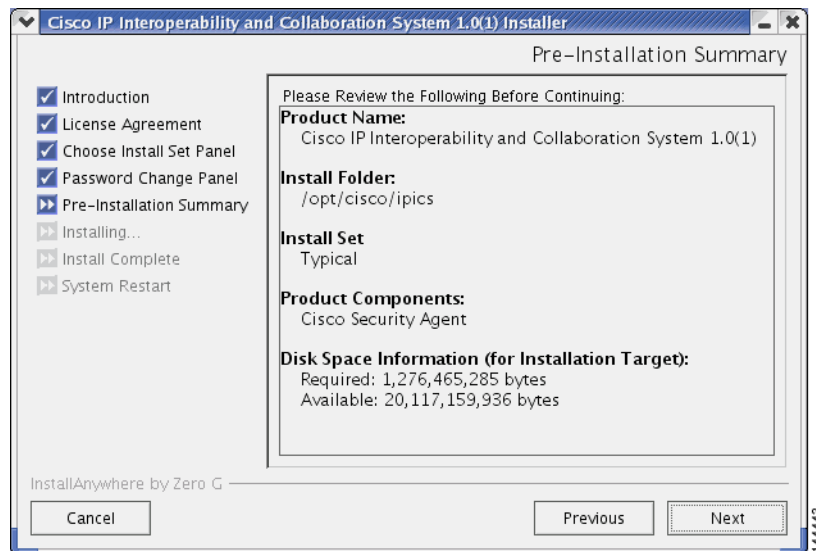 Cisco IP Interoperability and Collaboration System 1.0(1) Installer
Pre-Installation Summary
Introduction
License Agreement
Choose Install Set Panel
Password Change Panel
Pre-Installation Summary
Installing...
Install Complete
System Restart
Please Review the Following Before Continuing:
Product Name:
Cisco IP Interoperability and Collaboration System 1.0(1)
Install Folder:
/opt/cisco/ipics
Install Set
Typical
Product Components:
Cisco Security Agent
Disk Space Information (for Installation Target):
Required: 1,276,465,285 bytes
Available: 20,117,159,936 bytes
InstallAnywhere by Zero G
Cancel
Previous
Next